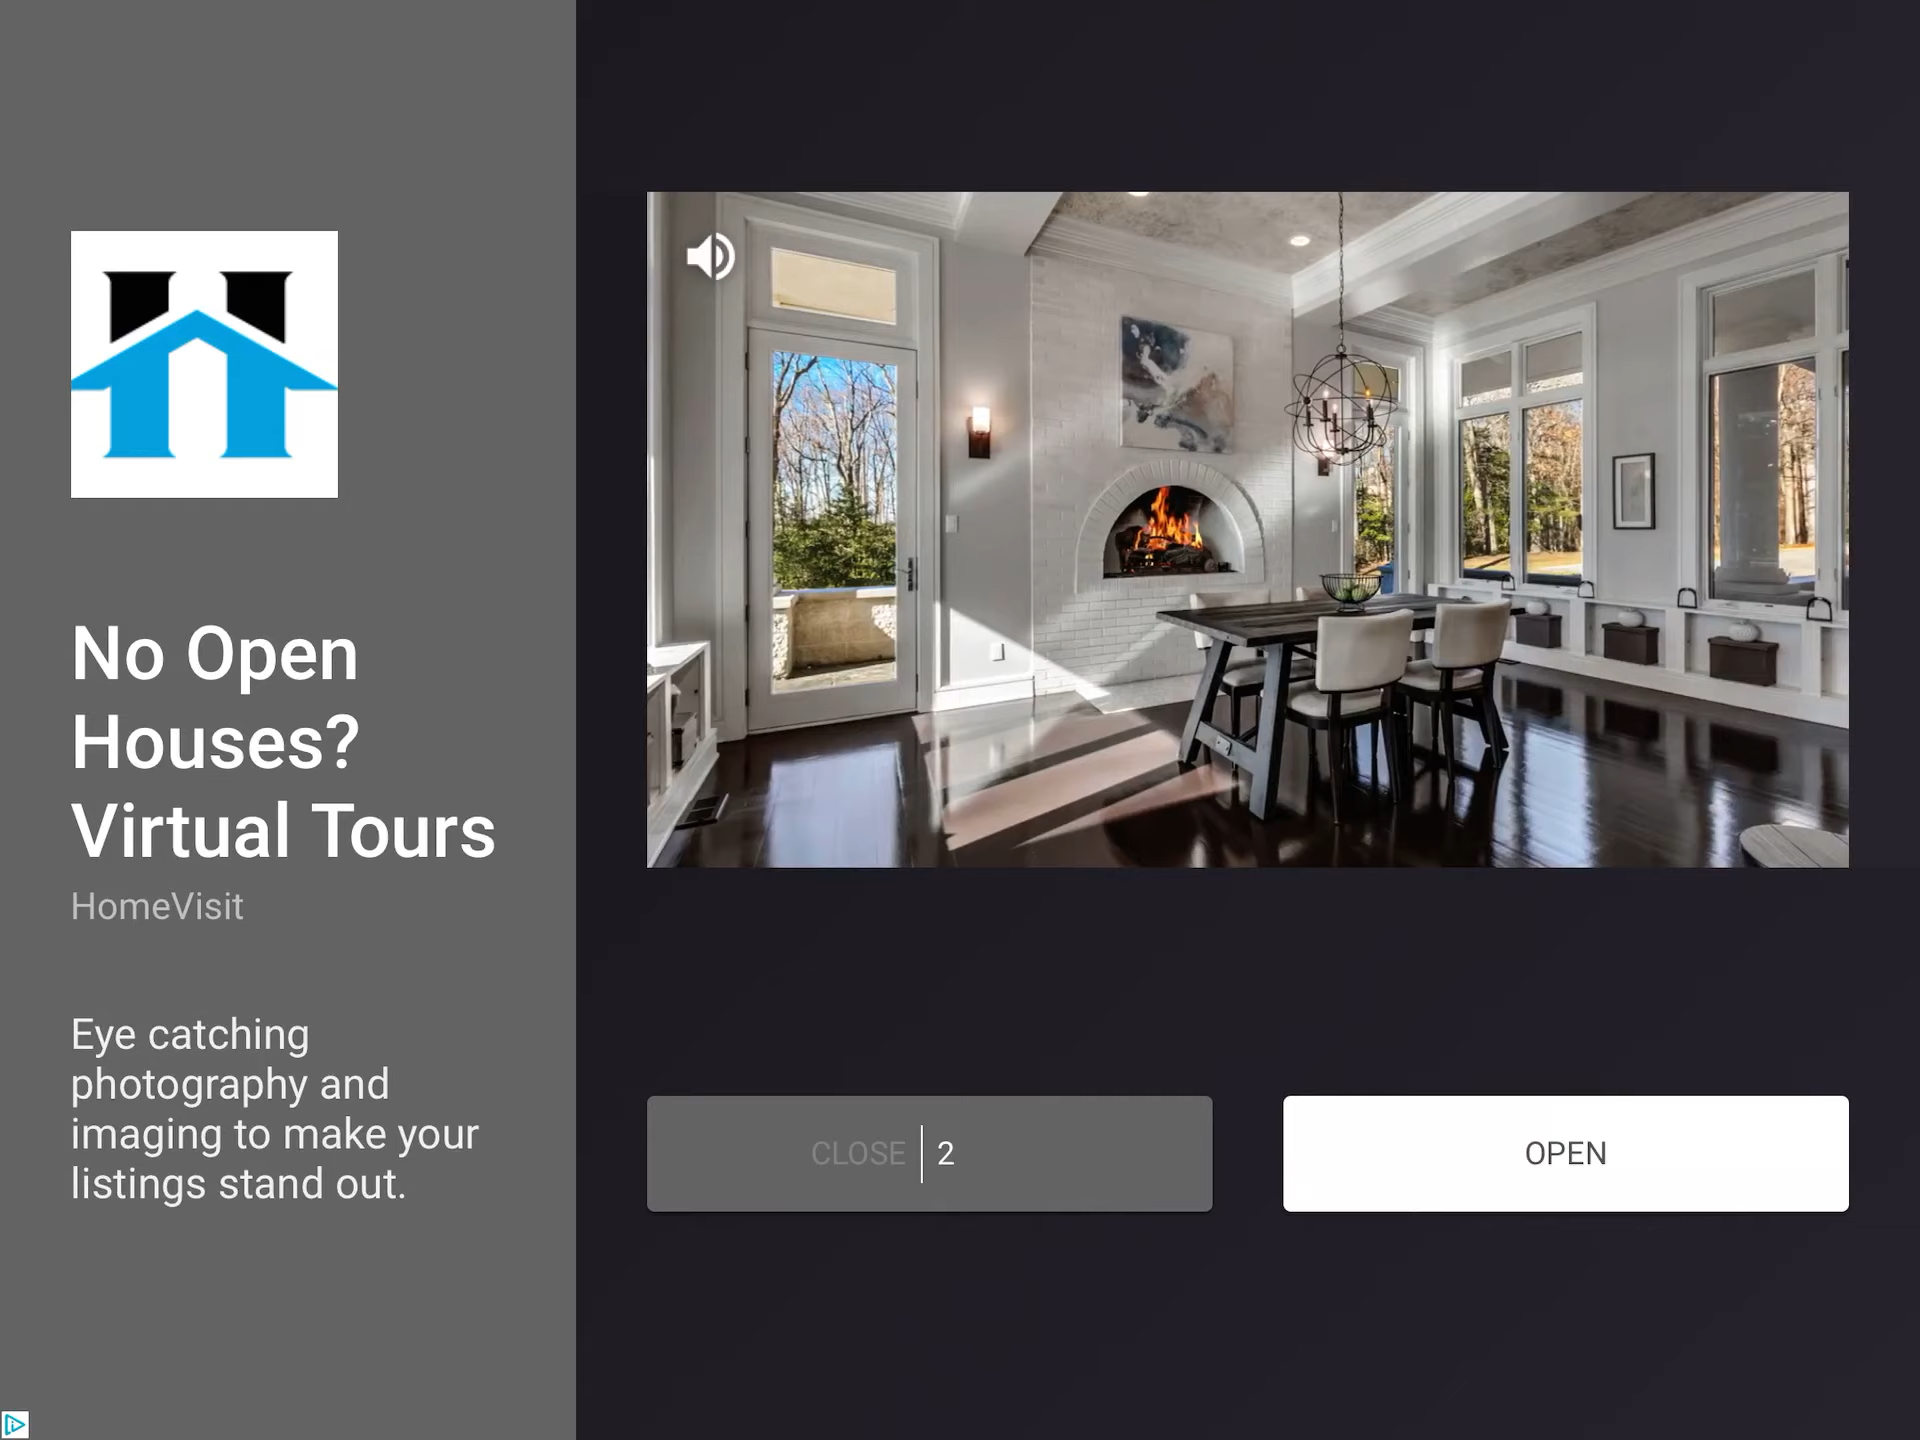 No Open
Houses?
Virtual Tours
HomeVisit
Eye catching
photography and
imaging to make your
listings stand out.
CLOSE | 2
OPEN